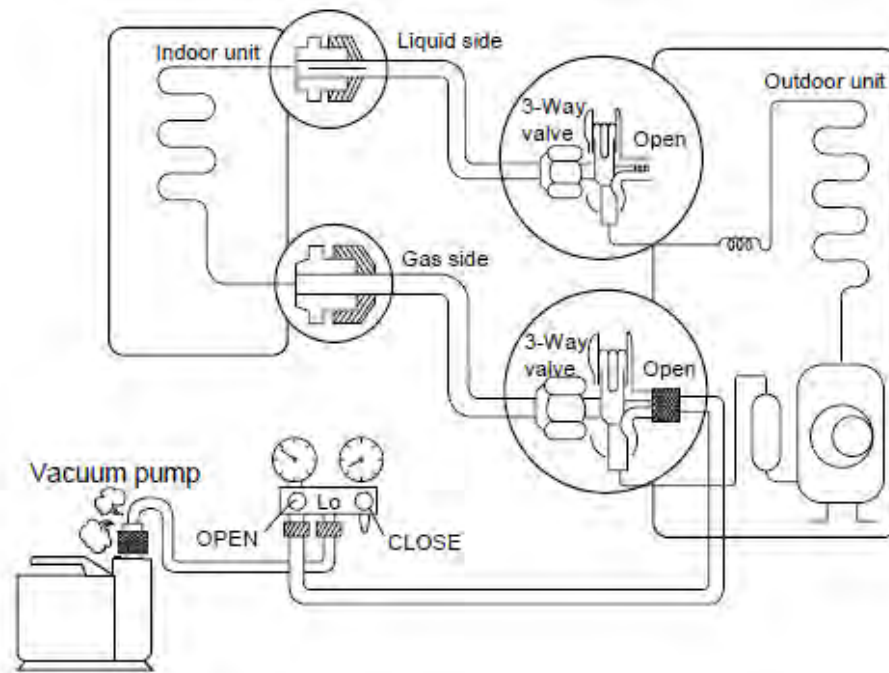 Indoor unit
Liquid side
3-Way
valve
Open
Outdoor unit
Gas side
3-Way
valve
Open
Vacuum pump
Lo
OPEN
CLOSE